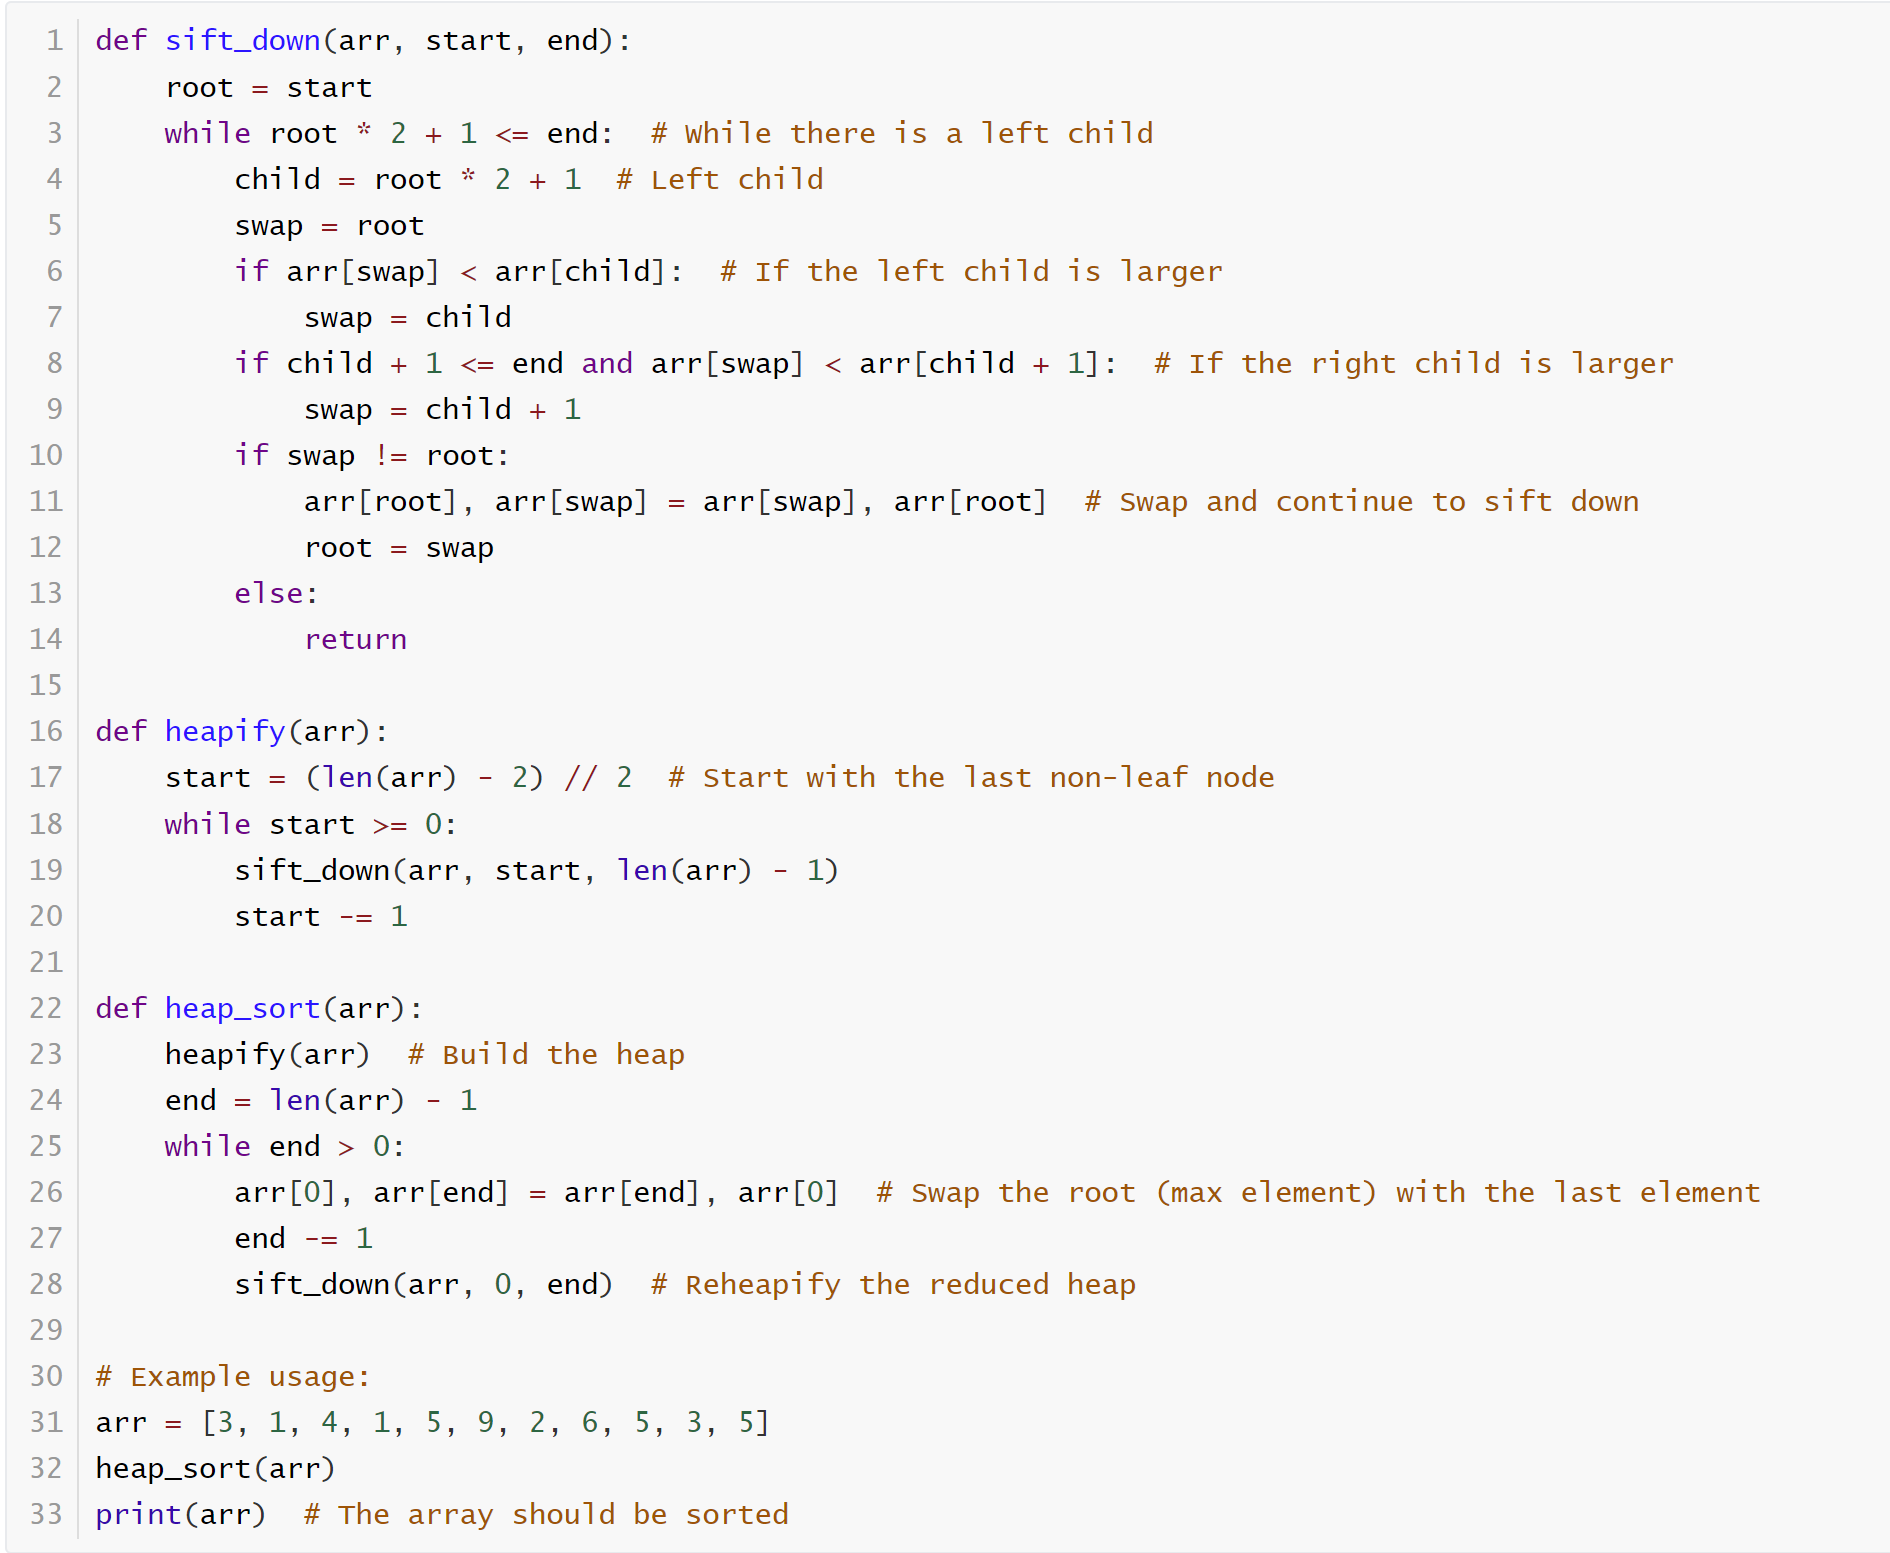 1 def sift_down(arr, start, end):
2     root = start
3     while root * 2 + 1 <= end:  # While there is a left child
4         child = root * 2 + 1  # Left child
5         swap = root
6         if arr[swap] < arr[child]:  # If the left child is larger
7             swap = child
8         if child + 1 <= end and arr[swap] < arr[child + 1]:  # If the right child is larger
9             swap = child + 1
10         if swap != root:
11             arr[root], arr[swap] = arr[swap], arr[root]  # Swap and continue to sift down
12             root = swap
13         else:
14             return
15
16 def heapify(arr):
17     start = (len(arr) - 2) // 2  # Start with the last non-leaf node
18     while start >= 0:
19         sift_down(arr, start, len(arr) - 1)
20         start -= 1
21
22 def heap_sort(arr):
23     heapify(arr)  # Build the heap
24     end = len(arr) - 1
25     while end > 0:
26         arr[0], arr[end] = arr[end], arr[0]  # Swap the root (max element) with the last element
27         end -= 1
28         sift_down(arr, 0, end)  # Reheapify the reduced heap
29
30 # Example usage:
31 arr = [3, 1, 4, 1, 5, 9, 2, 6, 5, 3, 5]
32 heap_sort(arr)
33 print(arr)  # The array should be sorted